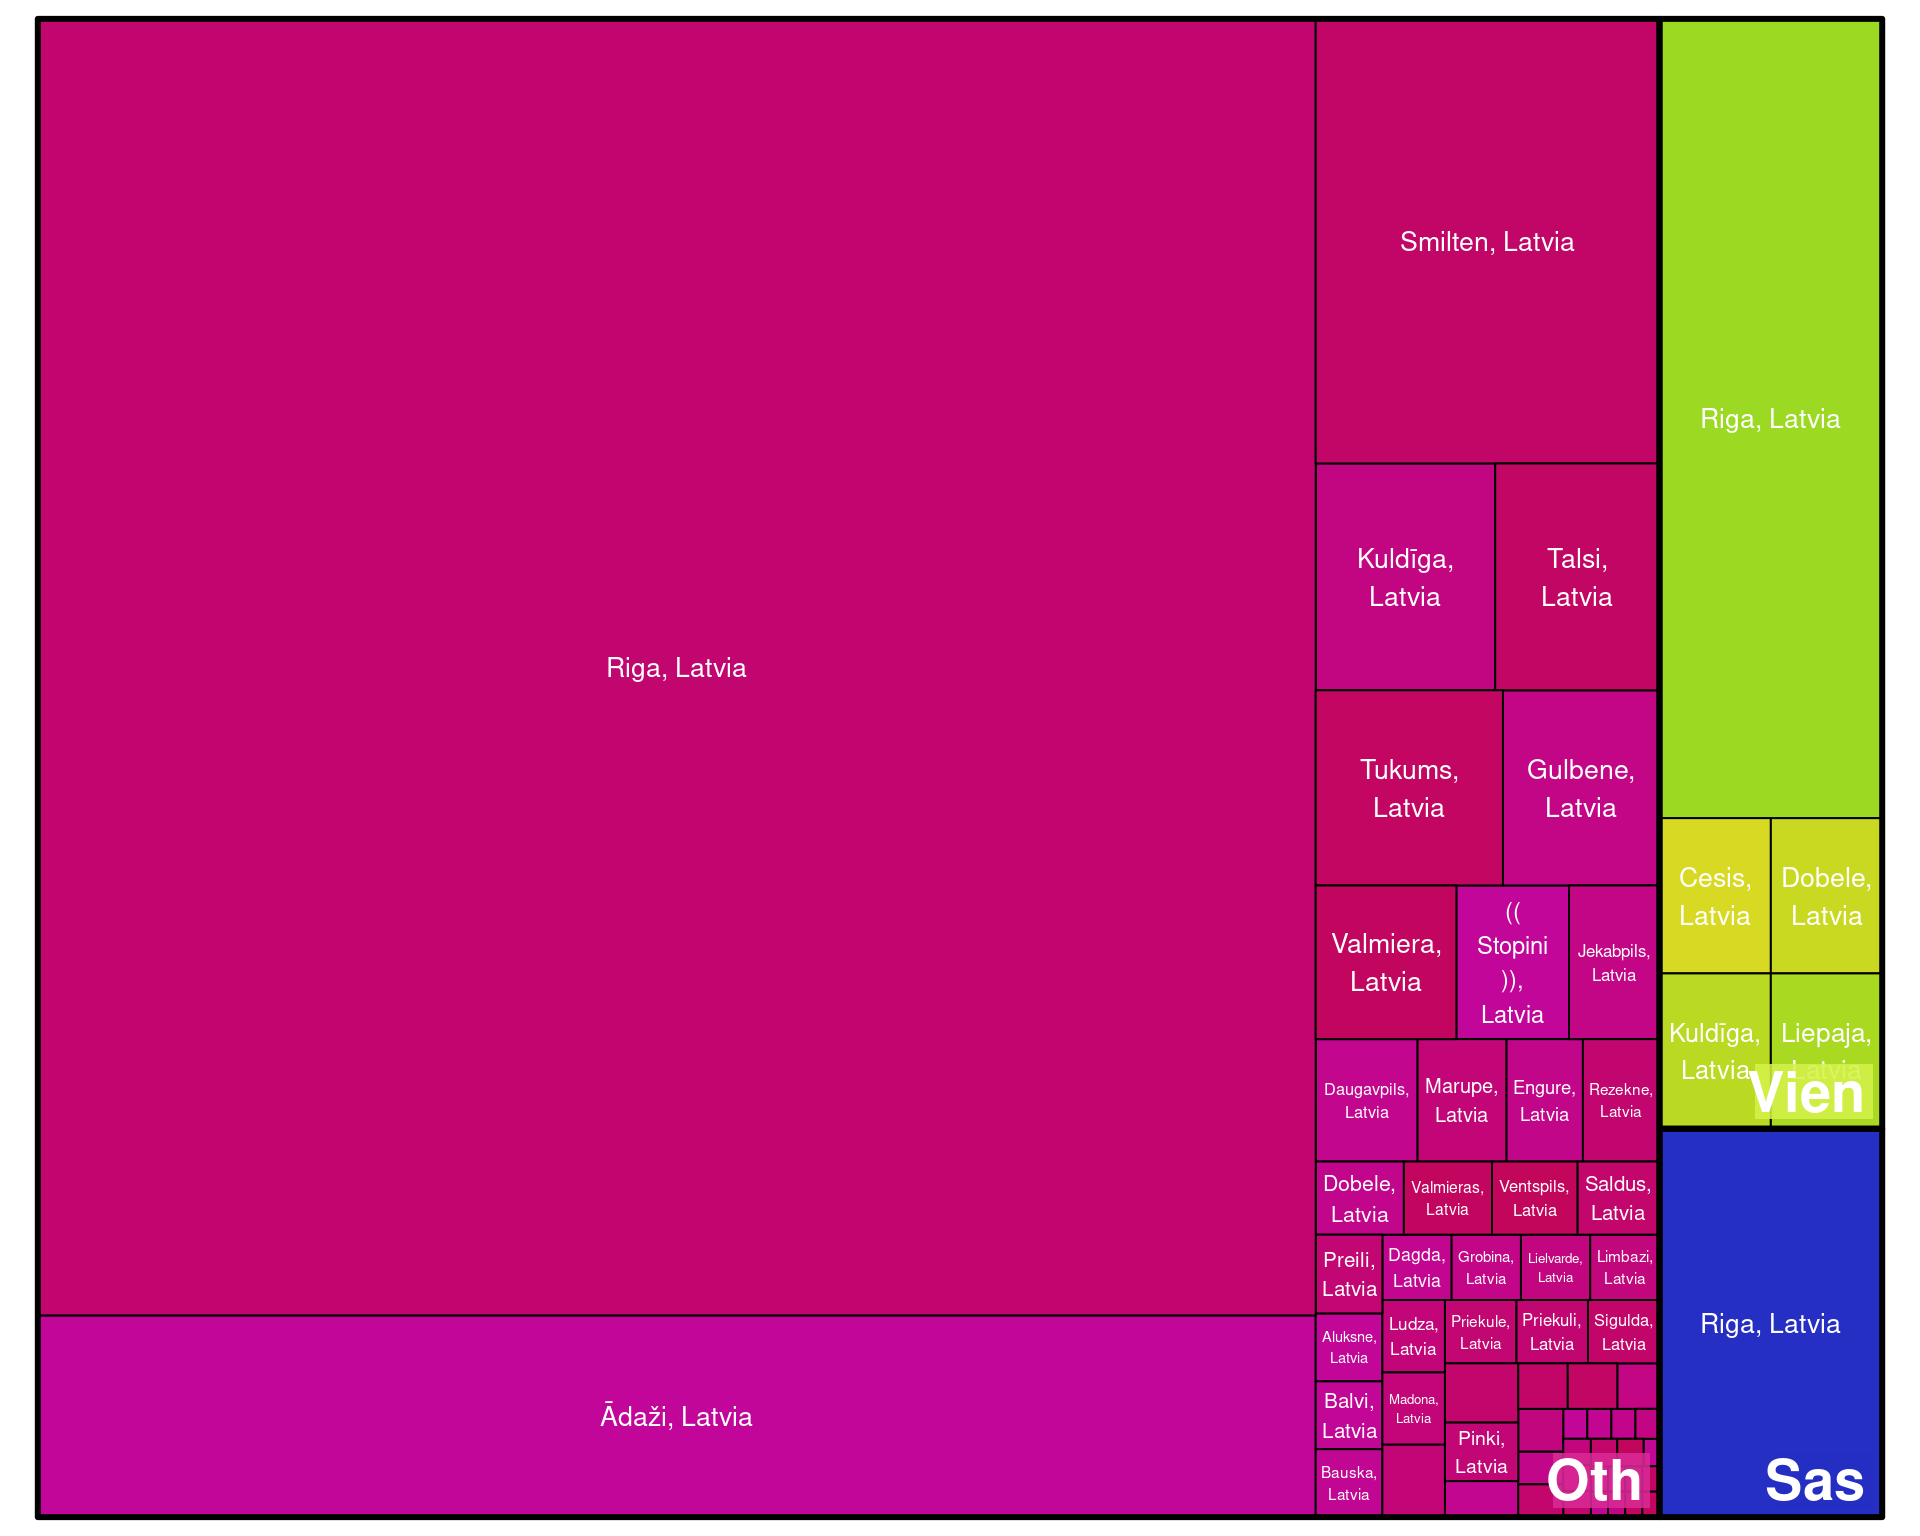 Riga, Latvia
Ādaži, Latvia
Smilten, Latvia
Kuldīga,
Latvia
Talsi,
Latvia
Tukums,
Latvia
Gulbene,
Latvia
Valmiera,
Latvia
((
Stopini
)),
Latvia
Jekabpils,
Latvia
Daugavpils,
Latvia
Marupe,
Latvia
Engure,
Latvia
Rezekne,
Latvia
Dobele,
Latvia
Valmieras,
Latvia
Ventspils,
Latvia
Saldus,
Latvia
Preili,
Latvia
Dagda,
Latvia
Grobina,
Latvia
Lielvarde,
Latvia
Limbazi,
Latvia
Aluksne,
Latvia
Ludza,
Latvia
Priekule,
Latvia
Priekuli,
Latvia
Sigulda,
Latvia
Balvi,
Latvia
Madona,
Latvia
Pinki,
Latvia
Bauska,
Latvia
Oth
Riga, Latvia
Cesis,
Latvia
Dobele,
Latvia
Kuldīga,
Latvia
Liepaja,
Latvia
Vien
Riga, Latvia
Sas